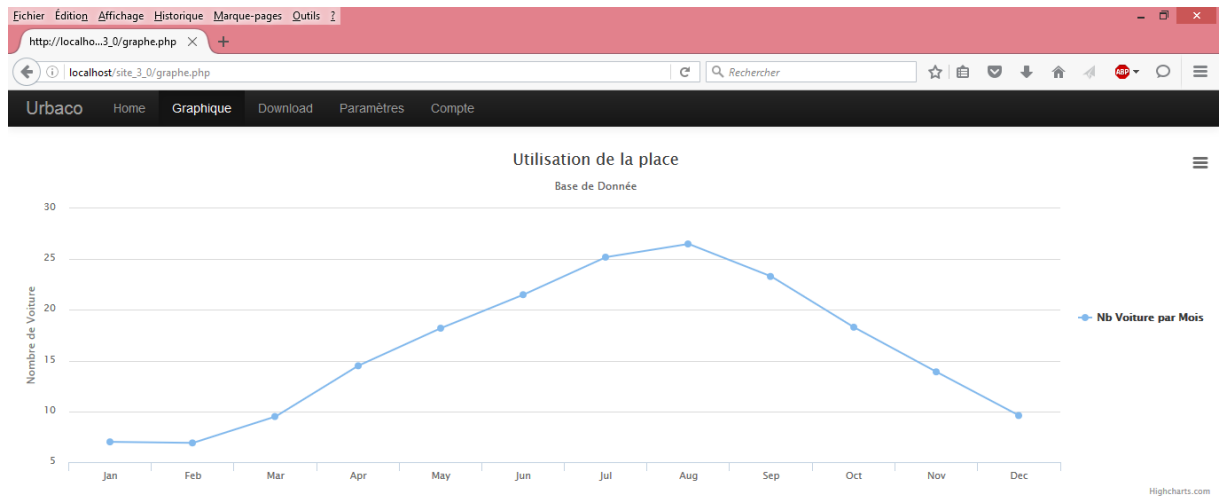 Fichier Édition Affichage Historique Marque-pages Outils ?
http://localho...3_0/graphe.php
localhost/site_3_0/graphe.php
Rechercher
ABP
Urbaco Home Graphique Download Paramètres Compte
Utilisation de la place
Base de Donnée
30
25
20
15
10
5
Nombre de Voiture
Nb Voiture par Mois
Jan Feb Mar Apr May Jun Jul Aug Sep Oct Nov Dec
Highcharts.com